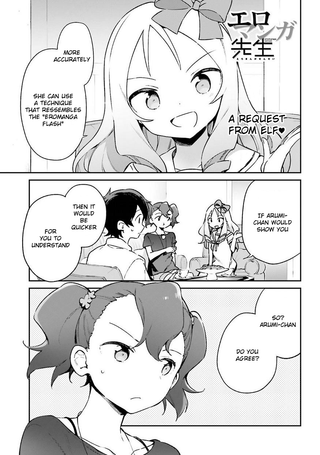 エロ
マンガ
先生
A REQUEST
FROM ELF♥
MORE
ACCURATELY
SHE CAN USE
A TECHNIQUE
THAT RESSEMBLES
THE "EROMANGA
FLASH"
IF ARUMI-
CHAN
WOULD SHOW
YOU
THEN IT
WOULD
BE
QUICKER
FOR
YOU TO
UNDERSTAND
SO?
ARUMI-CHAN
DO YOU
AGREE?